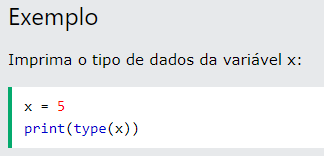 Exemplo
Imprima o tipo de dados da variável x:
x = 5
print(type(x))